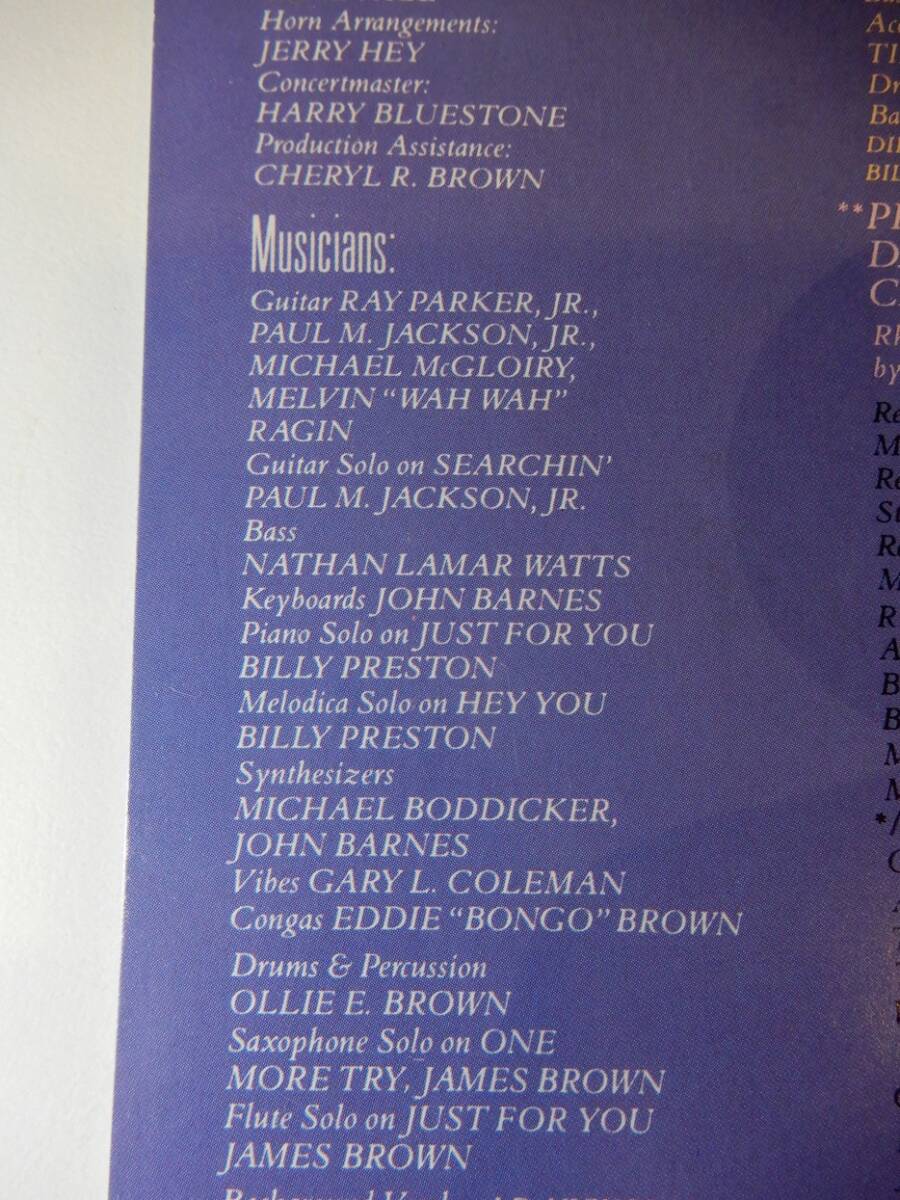 Horn Arrangements:
JERRY HEY
Concertmaster:
HARRY BLUESTONE
Production Assistance:
CHERYL R. BROWN
Musicians:
Guitar RAY PARKER, JR.,
PAUL M. JACKSON, JR.,
MICHAEL McGLOIRY,
MELVIN "WAH WAH"
RAGIN
Guitar Solo on SEARCHIN'
PAUL M. JACKSON, JR.
Bass
NATHAN LAMAR WATTS
Keyboards JOHN BARNES
Piano Solo on JUST FOR YOU
BILLY PRESTON
Melodica Solo on HEY YOU
BILLY PRESTON
Synthesizers
MICHAEL BODDICKER,
JOHN BARNES
Vibes GARY L. COLEMAN
Congas EDDIE "BONGO" BROWN
Drums & Percussion
OLLIE E. BROWN
Saxophone Solo on ONE
MORE TRY, JAMES BROWN
Flute Solo on JUST FOR YOU
JAMES BROWN
by